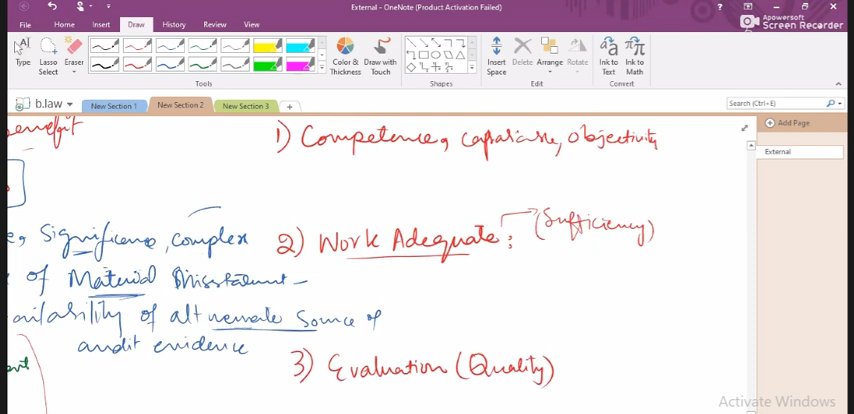 External - OneNote (Product Activation Failed)
Apowersoft
Screen Recorder
File Home Insert Draw History Review View
Type
Lasso Select
Eraser
Color & Thickness
Draw with Touch
Insert Space
Delete
Arrange
Rotate
Ink to Text
Ink to Math
Tools
Shapes
Edit
Convert
b.law
New Section 1
New Section 2
New Section 3
Search (Ctrl+E)
Add Page
External
benefit
1) Competence, , Objectivity
Significance, complex
2) Work Adequate : (Sufficiency)
of Material
of source of
audit evidence
3) Evaluation (Quality)
Activate Windows